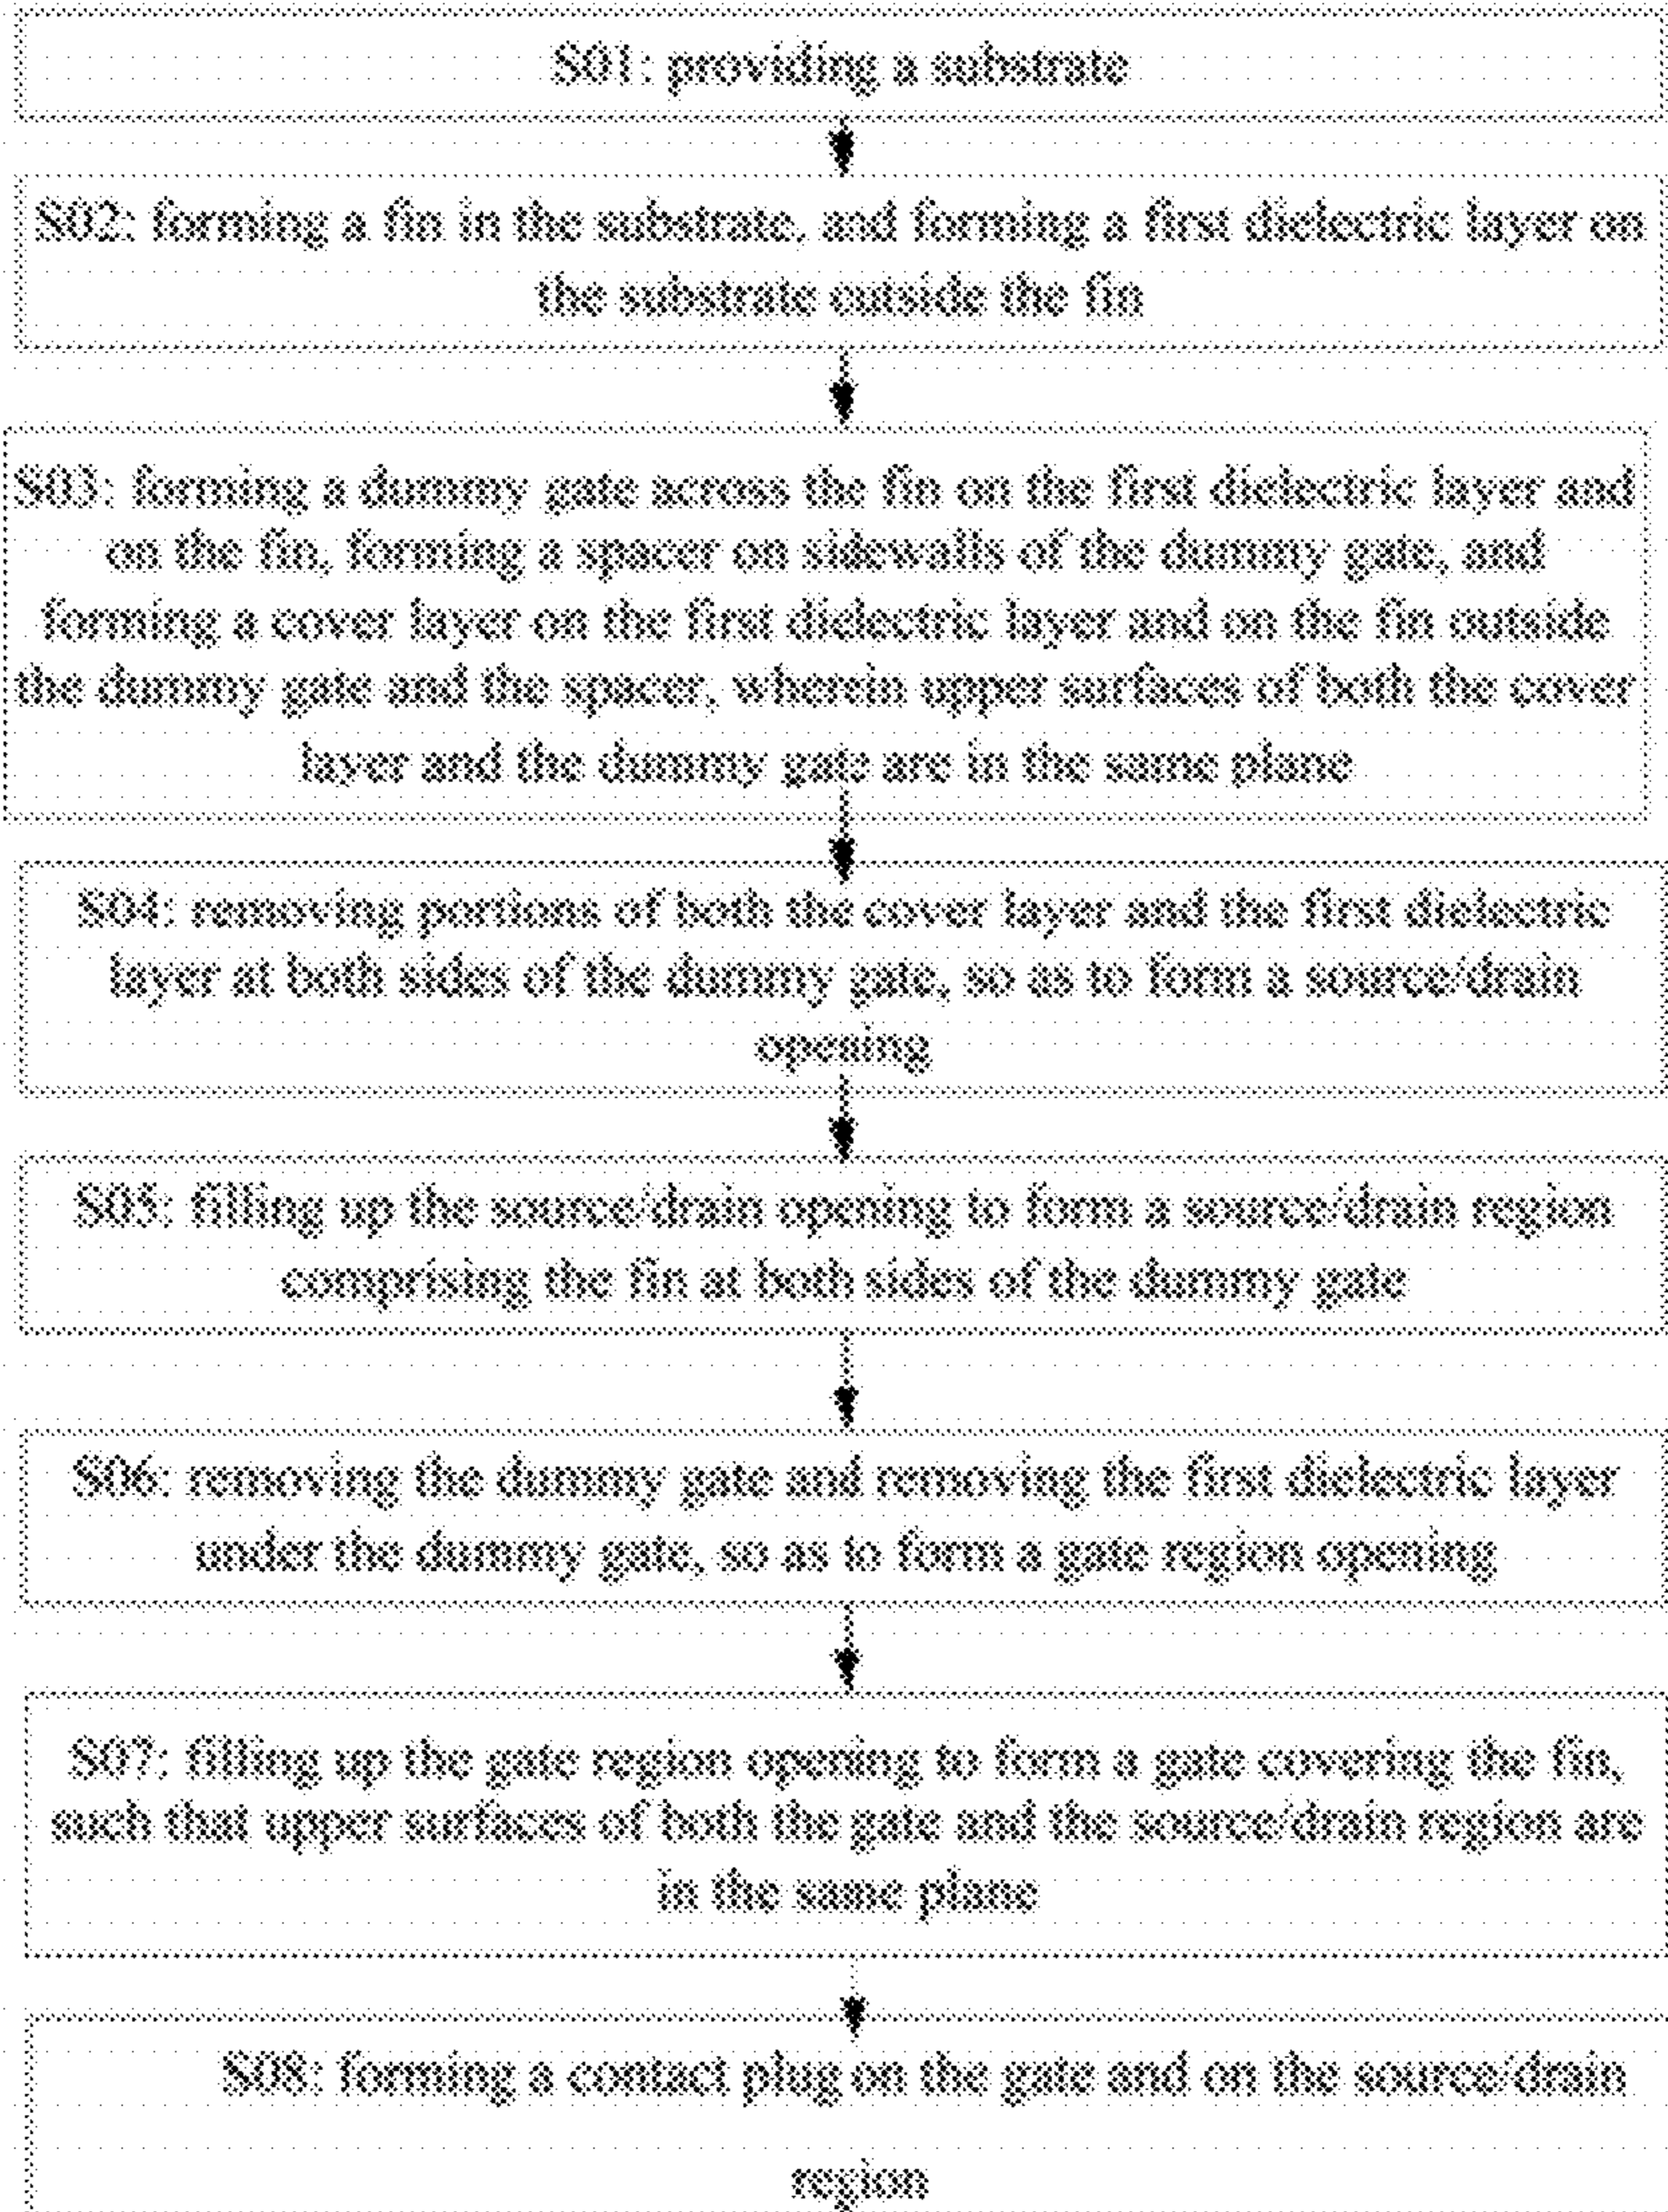 S01: providing a substrate
S02: forming a fin in the substrate, and forming a first dielectric layer on
the substrate outside the fin
S03: forming a dummy gate across the fin on the first dielectric layer and
on the fin, forming a spacer on sidewalls of the dummy gate, and
forming a cover layer on the first dielectric layer and on the fin outside
the dummy gate and the spacer, wherein upper surfaces of both the cover
layer and the dummy gate are in the same plane
S04: removing portions of both the cover layer and the first dielectric
layer at both sides of the dummy gate, so as to form a source/drain
opening
S05: filling up the source/drain opening to form a source/drain region
comprising the fin at both sides of the dummy gate
S06: removing the dummy gate and removing the first dielectric layer
under the dummy gate, so as to form a gate region opening
S07: filling up the gate region opening to form a gate covering the fin,
such that upper surfaces of both the gate and the source/drain region are
in the same plane
S08: forming a contact plug on the gate and on the source/drain
region